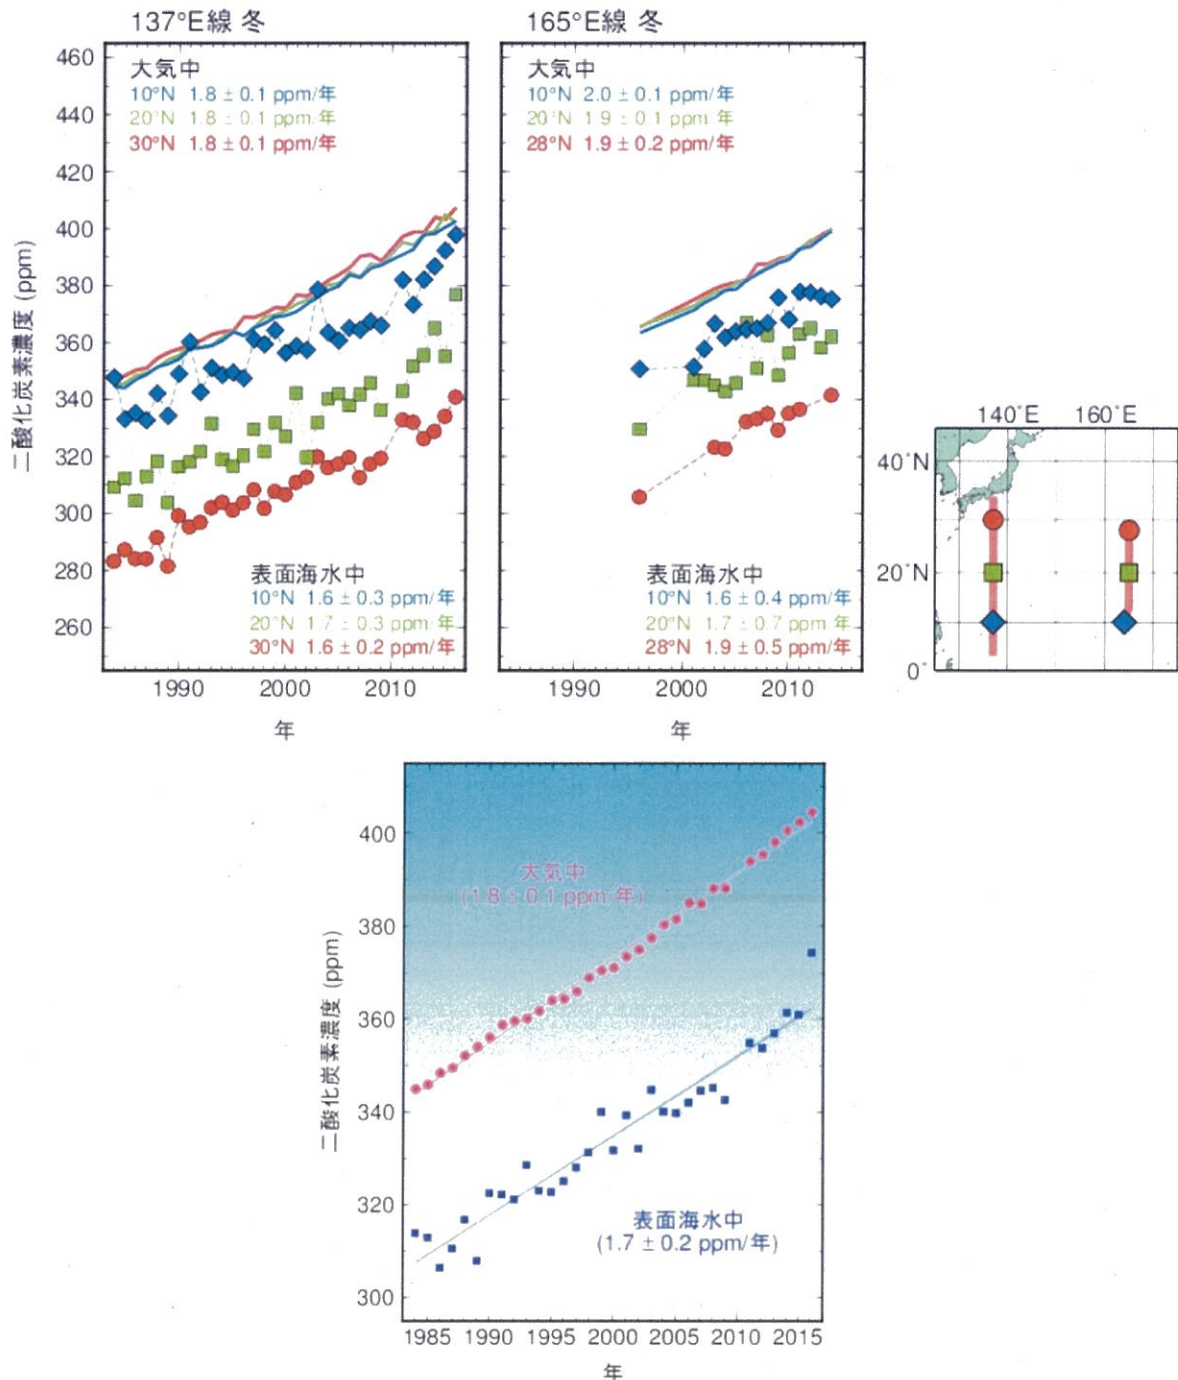 137°E線 冬
460
440
420
400
380
360
340
320
300
280
260
二酸化炭素濃度 (ppm)
大気中
10°N 1.8 ± 0.1 ppm/年
20°N 1.8 ± 0.1 ppm/年
30°N 1.8 ± 0.1 ppm/年
表面海水中
10°N 1.6 ± 0.3 ppm/年
20°N 1.7 ± 0.3 ppm/年
30°N 1.6 ± 0.2 ppm/年
1990 2000 2010
年
165°E線 冬
大気中
10°N 2.0 ± 0.1 ppm/年
20°N 1.9 ± 0.1 ppm/年
28°N 1.9 ± 0.2 ppm/年
表面海水中
10°N 1.6 ± 0.4 ppm/年
20°N 1.7 ± 0.7 ppm/年
28°N 1.9 ± 0.5 ppm/年
1990 2000 2010
年
140°E 160°E
40°N
20°N
0°
400
380
360
340
320
300
二酸化炭素濃度 (ppm)
大気中
(1.8 ± 0.1 ppm/年)
表面海水中
(1.7 ± 0.2 ppm/年)
1985 1990 1995 2000 2005 2010 2015
年